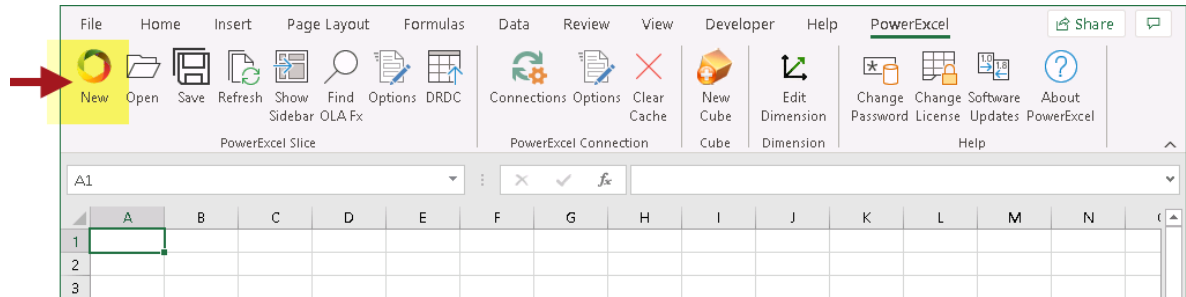 File Home Insert Page Layout Formulas Data Review View Developer Help PowerExcel Share
New Open Save Refresh Show Find Options DRDC Connections Options Clear New Edit Change Change Software About
Sidebar OLA Fx Cache Cube Dimension Password License Updates PowerExcel
PowerExcel Slice PowerExcel Connection Cube Dimension Help
A1 fx
A B C D E F G H I J K L M N
1
2
3